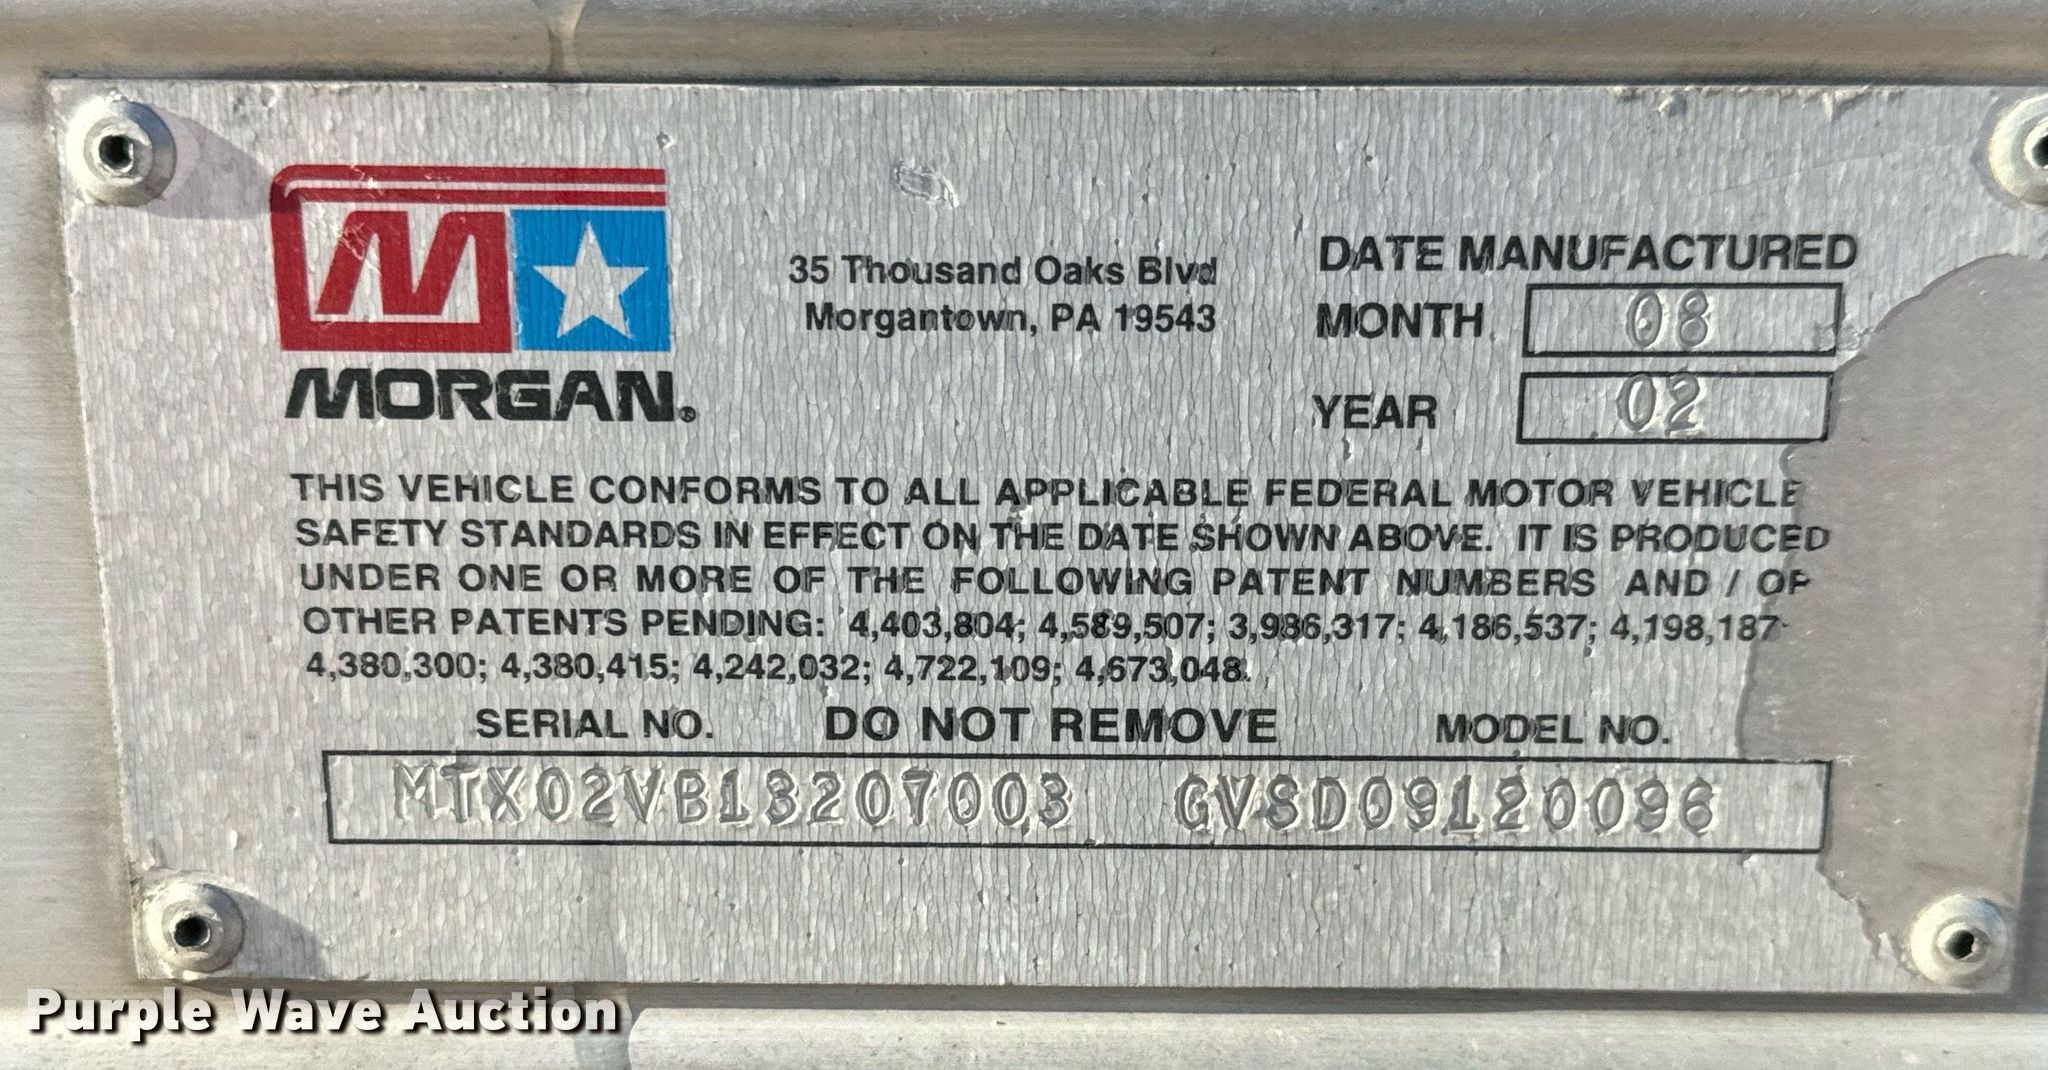 M
MORGAN®
35 Thousand Oaks Blvd
Morgantown, PA 19543
DATE MANUFACTURED
MONTH 08
YEAR 02
THIS VEHICLE CONFORMS TO ALL APPLICABLE FEDERAL MOTOR VEHICLE
SAFETY STANDARDS IN EFFECT ON THE DATE SHOWN ABOVE. IT IS PRODUCED
UNDER ONE OR MORE OF THE FOLLOWING PATENT NUMBERS AND / OR
OTHER PATENTS PENDING: 4,403,804; 4,589,507; 3,986,317; 4,186,537; 4,198,187
4,380,300; 4,380,415; 4,242,032; 4,722,109; 4,673,048.
SERIAL NO. DO NOT REMOVE MODEL NO.
MTX02VB13207003 GVSD09120096
Purple Wave Auction